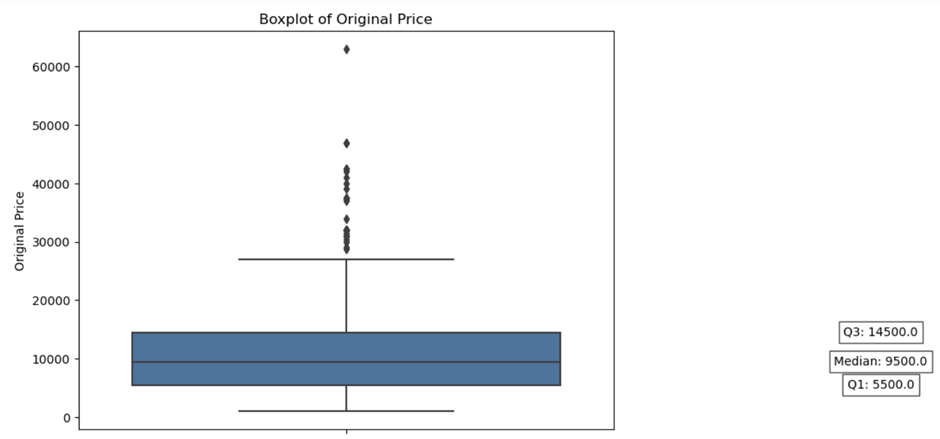 Boxplot of Original Price
Original Price
60000
50000
40000
30000
20000
10000
0
Q3: 14500.0
Median: 9500.0
Q1: 5500.0